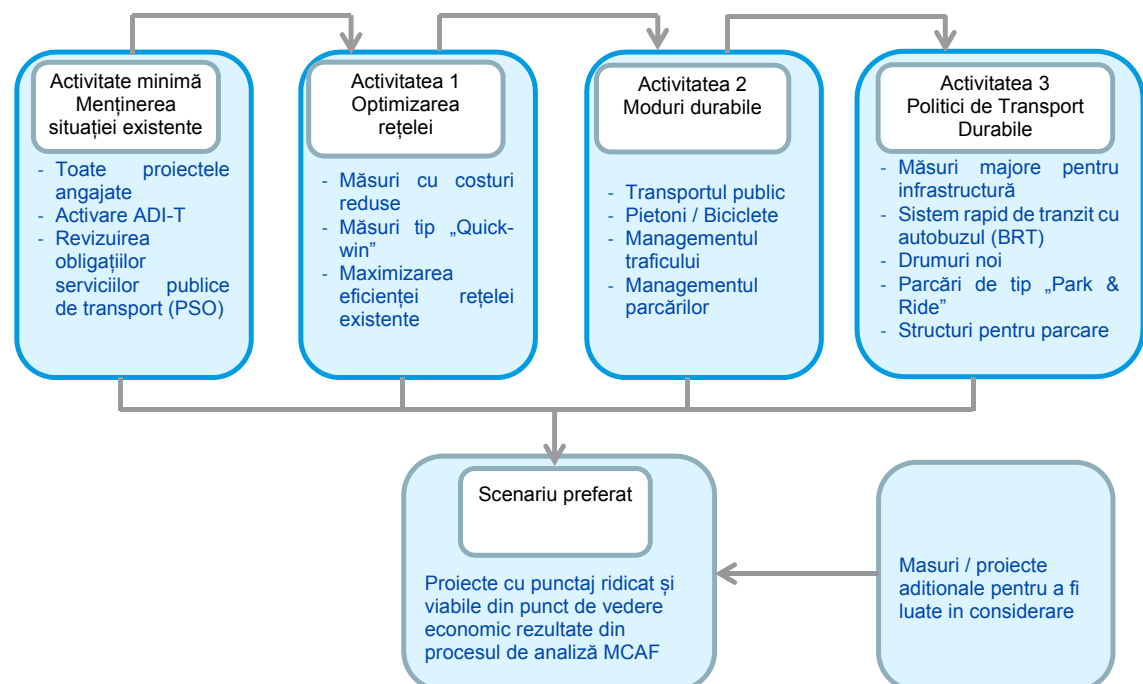 Activitate minimă
Menținerea
situației existente
- Toate proiectele
angajate
- Activare ADI-T
- Revizuirea
obligațiilor
serviciilor publice
de transport (PSO)
Activitatea 1
Optimizarea
rețelei
- Măsuri cu costuri
reduse
- Măsuri tip „Quick-
win”
- Maximizarea
eficienței rețelei
existente
Activitatea 2
Moduri durabile
- Transportul public
- Pietoni / Biciclete
- Managementul
traficului
- Managementul
parcărilor
Activitatea 3
Politici de Transport
Durabile
- Măsuri majore pentru
infrastructură
- Sistem rapid de tranzit cu
autobuzul (BRT)
- Drumuri noi
- Parcări de tip „Park &
Ride”
- Structuri pentru parcare
Scenariu preferat
Proiecte cu punctaj ridicat și
viabile din punct de vedere
economic rezultate din
procesul de analiză MCAF
Masuri / proiecte
aditionale pentru a fi
luate in considerare